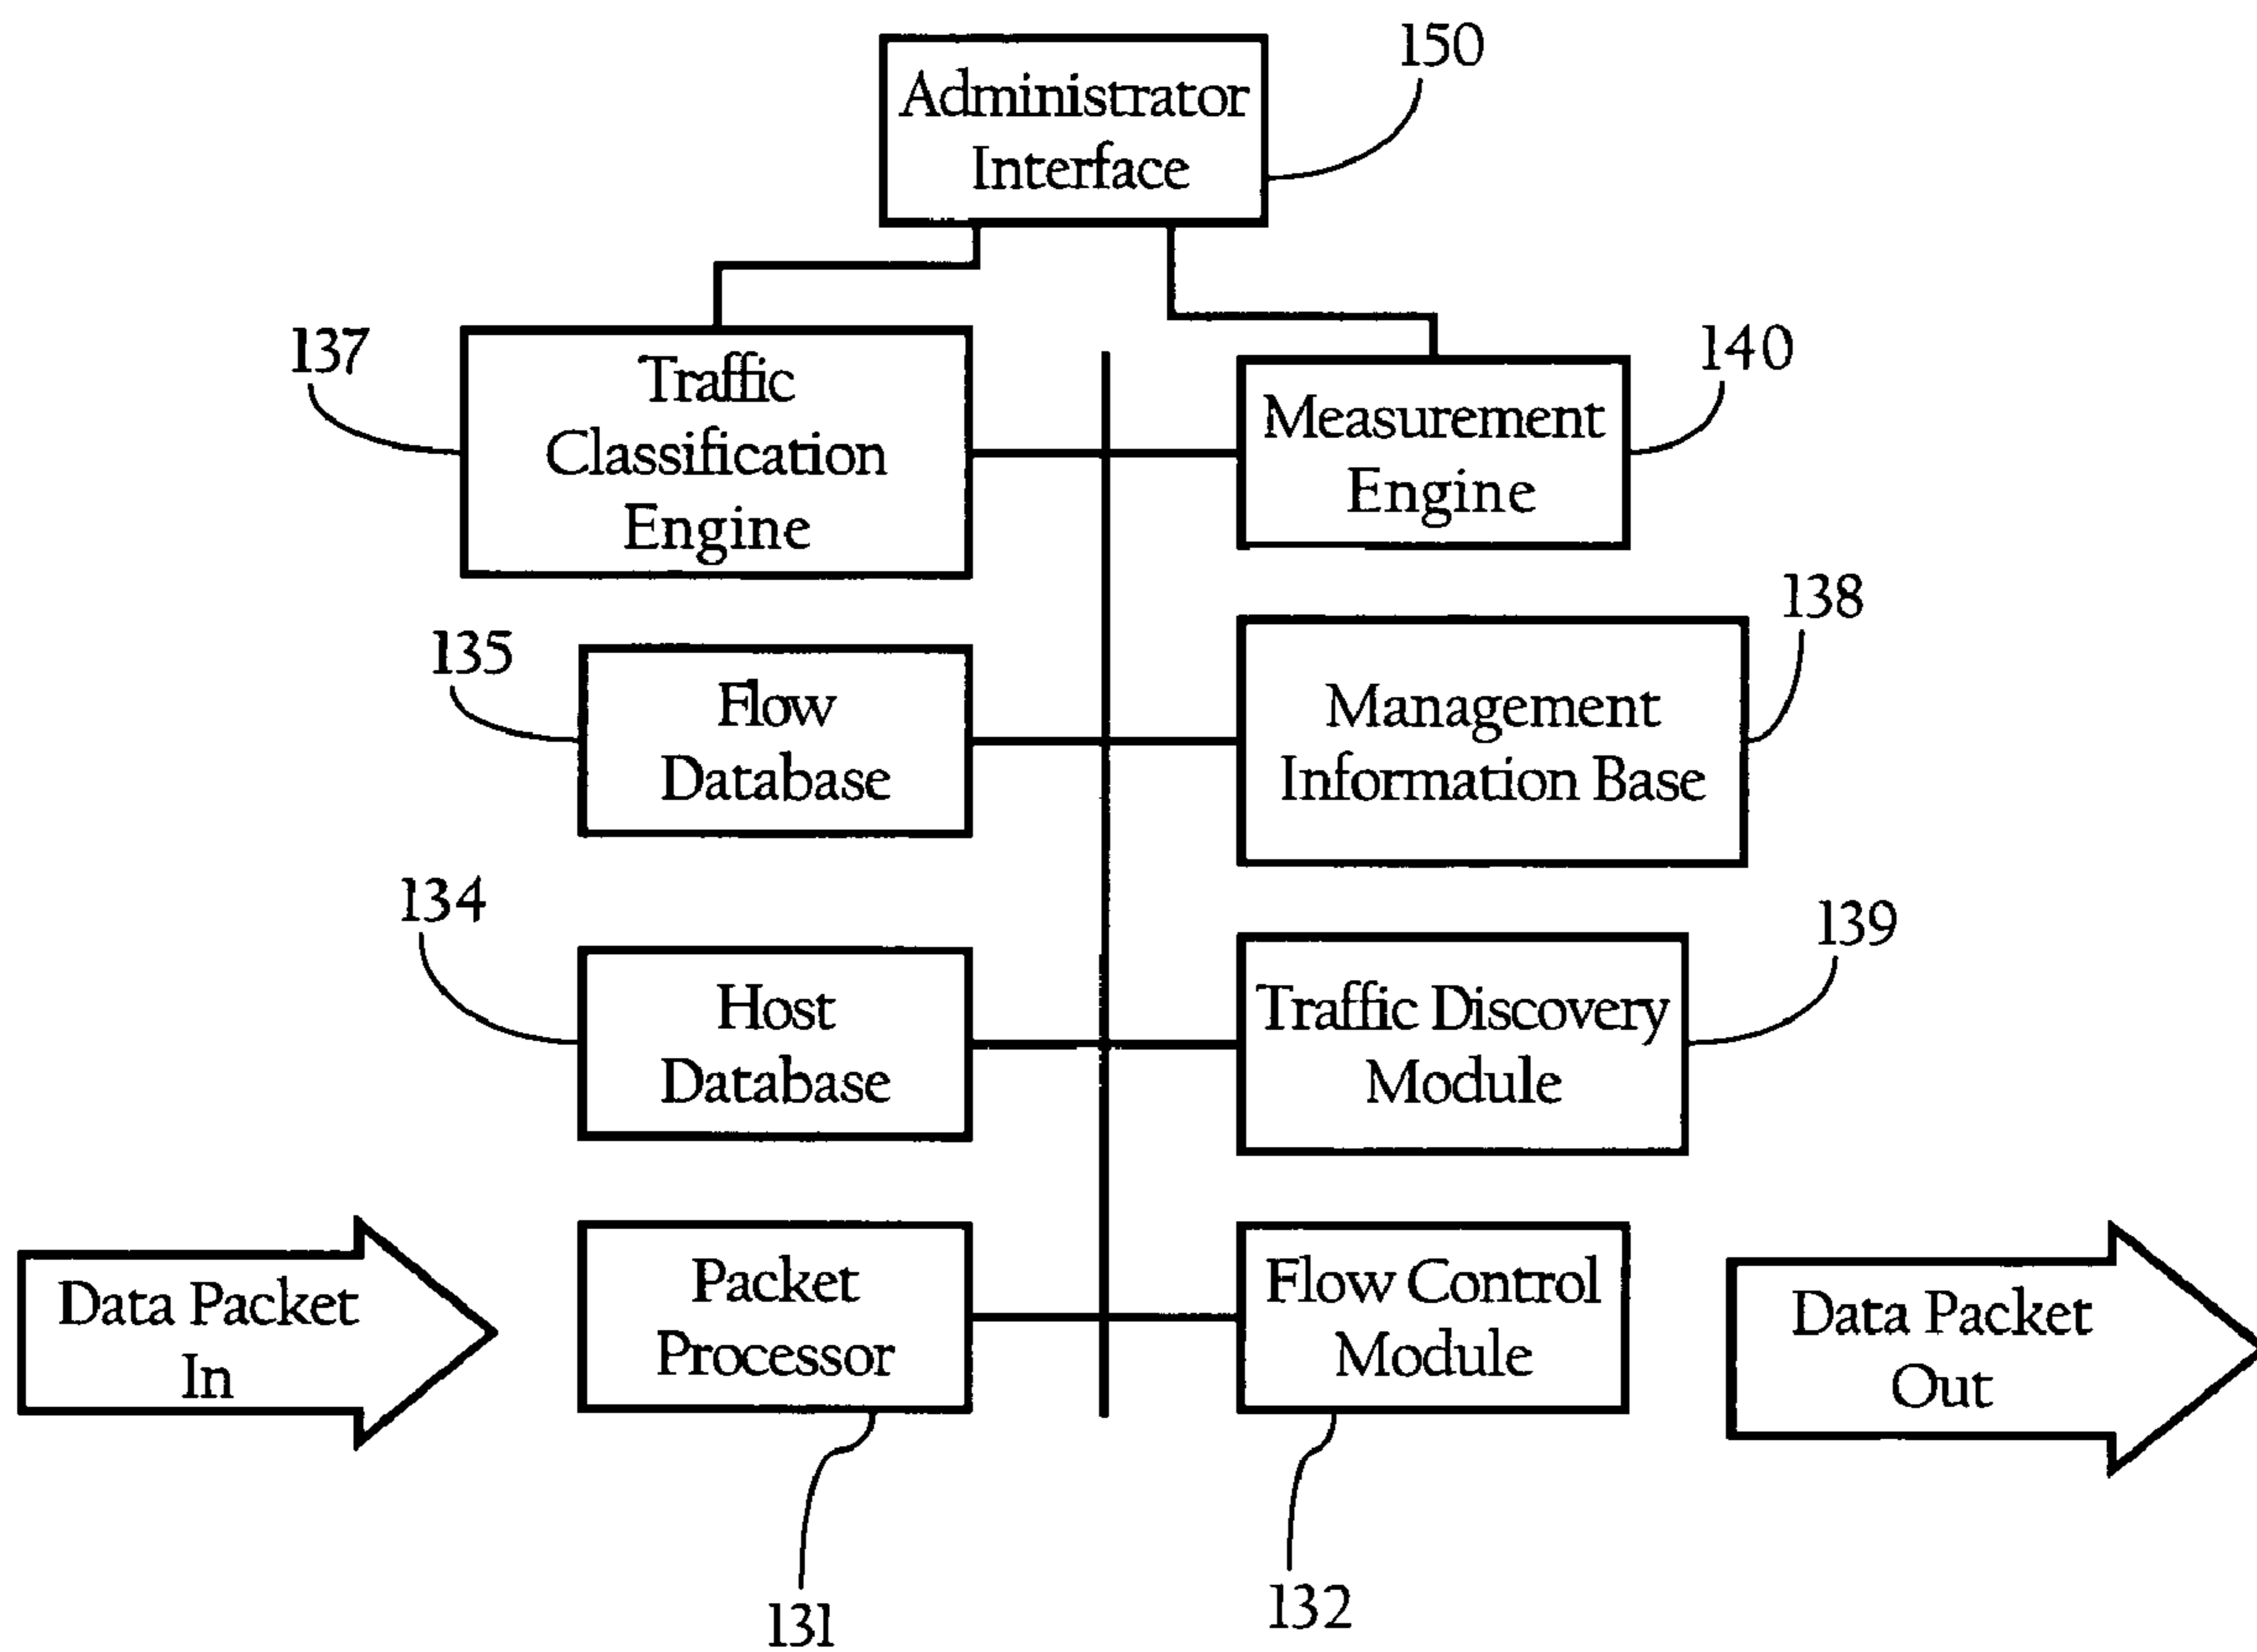 150
Administrator
Interface
137
Traffic
Classification
Engine
140
Measurement
Engine
135
Flow
Database
138
Management
Information Base
134
Host
Database
139
Traffic Discovery
Module
Data Packet
In
Packet
Processor
Flow Control
Module
Data Packet
Out
131
132